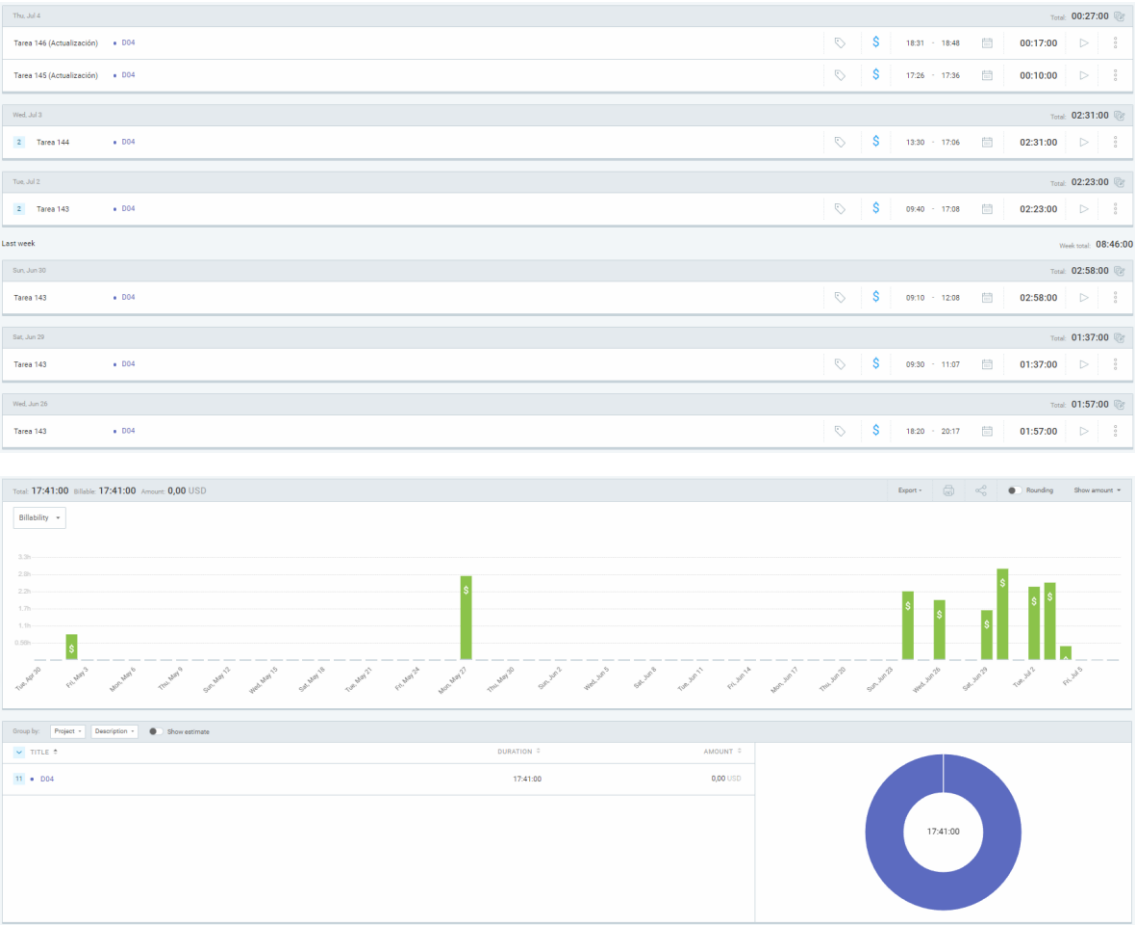 Thu, Jul 4 Total: 00:27:00
Tarea 146 (Actualización) • D04 $ 18:31 - 18:48 00:17:00
Tarea 145 (Actualización) • D04 $ 17:26 - 17:36 00:10:00
Wed, Jul 3 Total: 02:31:00
2 Tarea 144 • D04 $ 13:30 - 17:06 02:31:00
Tue, Jul 2 Total: 02:23:00
2 Tarea 143 • D04 $ 09:40 - 17:08 02:23:00
Last week Week total: 08:46:00
Sun, Jun 30 Total: 02:58:00
Tarea 143 • D04 $ 09:10 - 12:08 02:58:00
Sat, Jun 29 Total: 01:37:00
Tarea 143 • D04 $ 09:30 - 11:07 01:37:00
Wed, Jun 26 Total: 01:57:00
Tarea 143 • D04 $ 18:20 - 20:17 01:57:00
Total: 17:41:00 Billable: 17:41:00 Amount: 0,00 USD Export Rounding Show amount
Billability
3.3h
2.8h
2.2h
1.7h
1.1h
0.56h
$ $ $ $ $ $ $ $
Tue, Apr 30 Fri, May 3 Mon, May 6 Thu, May 9 Sun, May 12 Wed, May 15 Sat, May 18 Tue, May 21 Fri, May 24 Mon, May 27 Thu, May 30 Sun, Jun 2 Wed, Jun 5 Sat, Jun 8 Tue, Jun 11 Fri, Jun 14 Mon, Jun 17 Thu, Jun 20 Sun, Jun 23 Wed, Jun 26 Sat, Jun 29 Tue, Jul 2 Fri, Jul 5
Group by: Project Description Show estimate
TITLE DURATION AMOUNT
11 • D04 17:41:00 0,00 USD
17:41:00